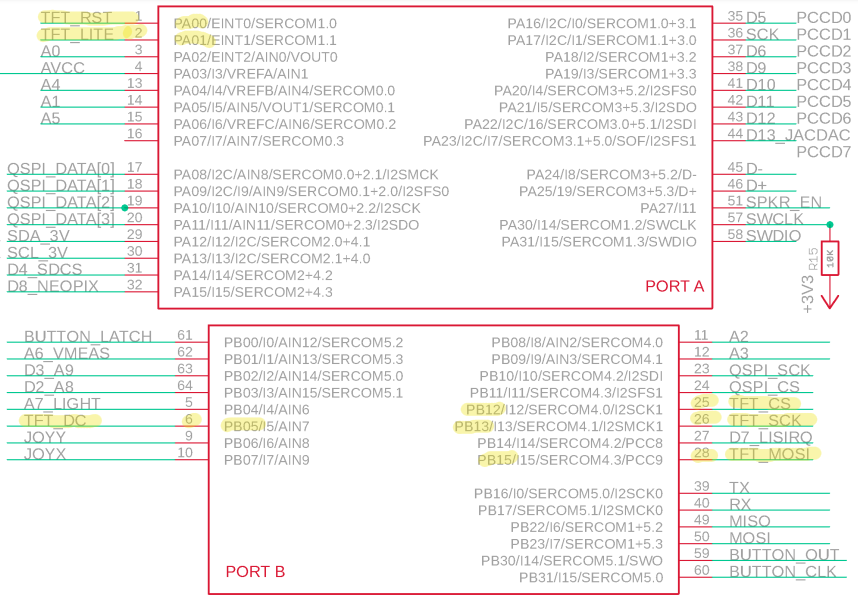 TFT_RST 1 PA00/EINT0/SERCOM1.0 PA16/I2C/I0/SERCOM1.0+3.1 35 D5 PCCD0
TFT_LITE 2 PA01/EINT1/SERCOM1.1 PA17/I2C/I1/SERCOM1.1+3.0 36 SCK PCCD1
A0 3 PA02/EINT2/AIN0/VOUT0 PA18/I2/SERCOM1+3.2 37 D6 PCCD2
AVCC 4 PA03/I3/VREFA/AIN1 PA19/I3/SERCOM1+3.3 38 D9 PCCD3
A4 13 PA04/I4/VREFB/AIN4/SERCOM0.0 PA20/I4/SERCOM3+5.2/I2SFS0 41 D10 PCCD4
A1 14 PA05/I5/AIN5/VOUT1/SERCOM0.1 PA21/I5/SERCOM3+5.3/I2SDO 42 D11 PCCD5
A5 15 PA06/I6/VREFC/AIN6/SERCOM0.2 PA22/I2C/16/SERCOM3.0+5.1/I2SDI 43 D12 PCCD6
16 PA07/I7/AIN7/SERCOM0.3 PA23/I2C/I7/SERCOM3.1+5.0/SOF/I2SFS1 44 D13_JACDAC
PCCD7
QSPI_DATA[0] 17 PA08/I2C/AIN8/SERCOM0.0+2.1/I2SMCK PA24/I8/SERCOM3+5.2/D- 45 D-
QSPI_DATA[1] 18 PA09/I2C/I9/AIN9/SERCOM0.1+2.0/I2SFS0 PA25/19/SERCOM3+5.3/D+ 46 D+
QSPI_DATA[2] 19 PA10/I10/AIN10/SERCOM0+2.2/I2SCK PA27/I11 51 SPKR_EN
QSPI_DATA[3] 20 PA11/I11/AIN11/SERCOM0+2.3/I2SDO PA30/I14/SERCOM1.2/SWCLK 57 SWCLK
SDA_3V 29 PA12/I12/I2C/SERCOM2.0+4.1 PA31/I15/SERCOM1.3/SWDIO 58 SWDIO
SCL_3V 30 PA13/I13/I2C/SERCOM2.1+4.0
D4_SDCS 31 PA14/I14/SERCOM2+4.2
D8_NEOPIX 32 PA15/I15/SERCOM2+4.3
PORT A
R15
10K
+3V3
BUTTON_LATCH 61 PB00/I0/AIN12/SERCOM5.2 PB08/I8/AIN2/SERCOM4.0 11 A2
A6_VMEAS 62 PB01/I1/AIN13/SERCOM5.3 PB09/I9/AIN3/SERCOM4.1 12 A3
D3_A9 63 PB02/I2/AIN14/SERCOM5.0 PB10/I10/SERCOM4.2/I2SDI 23 QSPI_SCK
D2_A8 64 PB03/I3/AIN15/SERCOM5.1 PB11/I11/SERCOM4.3/I2SFS1 24 QSPI_CS
A7_LIGHT 5 PB04/I4/AIN6 PB12/I12/SERCOM4.0/I2SCK1 25 TFT_CS
TFT_DC 6 PB05/I5/AIN7 PB13/I13/SERCOM4.1/I2SMCK1 26 TFT_SCK
JOYY 9 PB06/I6/AIN8 PB14/I14/SERCOM4.2/PCC8 27 D7_LISIRQ
JOYX 10 PB07/I7/AIN9 PB15/I15/SERCOM4.3/PCC9 28 TFT_MOSI
PB16/I0/SERCOM5.0/I2SCK0 39 TX
PB17/SERCOM5.1/I2SMCK0 40 RX
PB22/I6/SERCOM1+5.2 49 MISO
PB23/I7/SERCOM1+5.3 50 MOSI
PB30/I14/SERCOM5.1/SWO 59 BUTTON_OUT
PORT B PB31/I15/SERCOM5.0 60 BUTTON_CLK